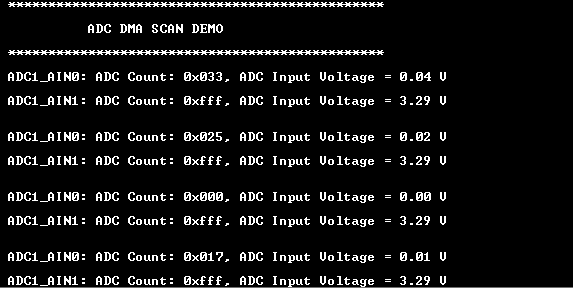 ***********************************************
ADC DMA SCAN DEMO
***********************************************
ADC1_AIN0: ADC Count: 0x033, ADC Input Voltage = 0.04 V
ADC1_AIN1: ADC Count: 0xfff, ADC Input Voltage = 3.29 V
ADC1_AIN0: ADC Count: 0x025, ADC Input Voltage = 0.02 V
ADC1_AIN1: ADC Count: 0xfff, ADC Input Voltage = 3.29 V
ADC1_AIN0: ADC Count: 0x000, ADC Input Voltage = 0.00 V
ADC1_AIN1: ADC Count: 0xfff, ADC Input Voltage = 3.29 V
ADC1_AIN0: ADC Count: 0x017, ADC Input Voltage = 0.01 V
ADC1_AIN1: ADC Count: 0xfff, ADC Input Voltage = 3.29 V